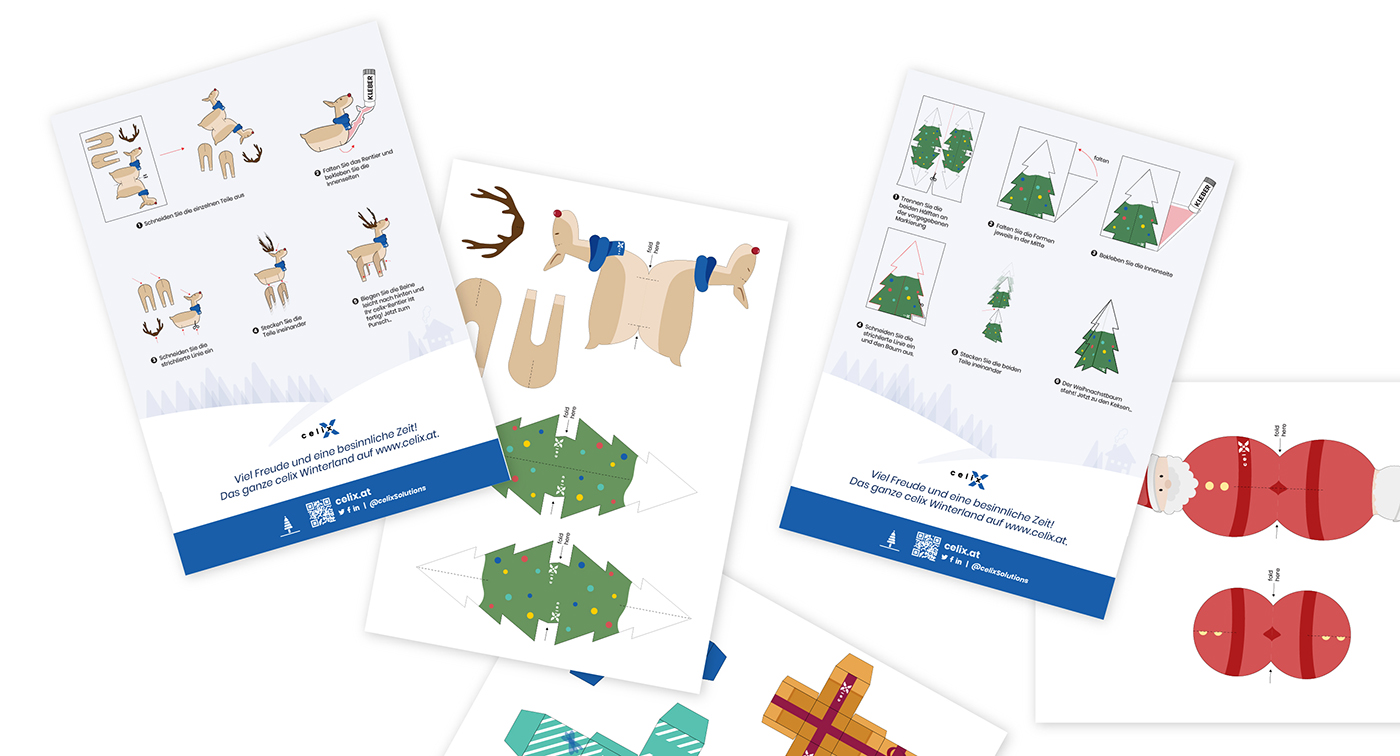 KLEBER
1 Schneiden Sie die einzelnen Teile aus
2 Falten Sie das Rentier und
bekleben Sie die
Innenseiten
3 Schneiden Sie die
strichlierte Linie ein
4 Stecken Sie die
Teile ineinander
5 Biegen Sie die Beine
leicht nach hinten und
Ihr celix-Rentier ist
fertig! Jetzt zum
Punsch...
celix
Viel Freude und eine besinnliche Zeit!
Das ganze celix Winterland auf www.celix.at.
celix.at
| @celixSolutions
fold
here
celix
fold
here
celix
celix
fold
here
celix
celix
KLEBER
falten
1 Trennen Sie die
beiden Hälften an
der vorgegebenen
Markierung
2 Falten Sie die Formen
jeweils in der Mitte
3 Bekleben Sie die Innenseite
4 Schneiden Sie die
strichlierte Linie ein
und den Baum aus.
5 Stecken Sie die beiden
Teile ineinander
6 Der Weihnachtsbaum
steht! Jetzt zu den Keksen...
celix
Viel Freude und eine besinnliche Zeit!
Das ganze celix Winterland auf www.celix.at.
celix.at
| @celixSolutions
celix
fold
here
fold
here
celix